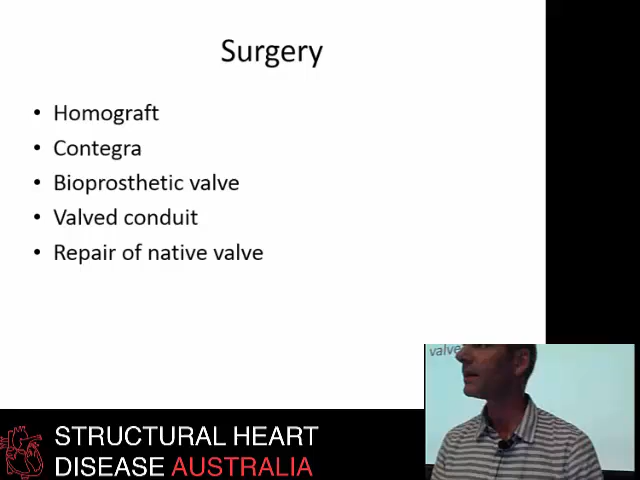 Surgery
• Homograft
• Contegra
• Bioprosthetic valve
• Valved conduit
• Repair of native valve
valve
STRUCTURAL HEART
DISEASE AUSTRALIA